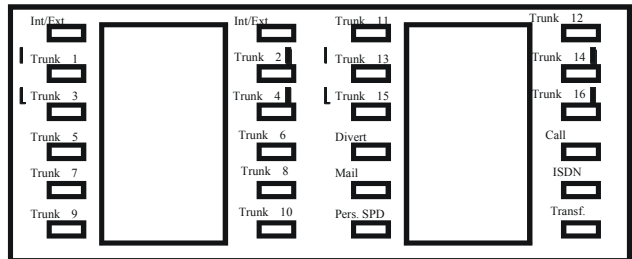 Int/Ext Int/Ext Trunk 11 Trunk 12
Trunk 1 Trunk 2 Trunk 13 Trunk 14
Trunk 3 Trunk 4 Trunk 15 Trunk 16
Trunk 5 Trunk 6 Divert Call
Trunk 7 Trunk 8 Mail ISDN
Trunk 9 Trunk 10 Pers. SPD Transf.